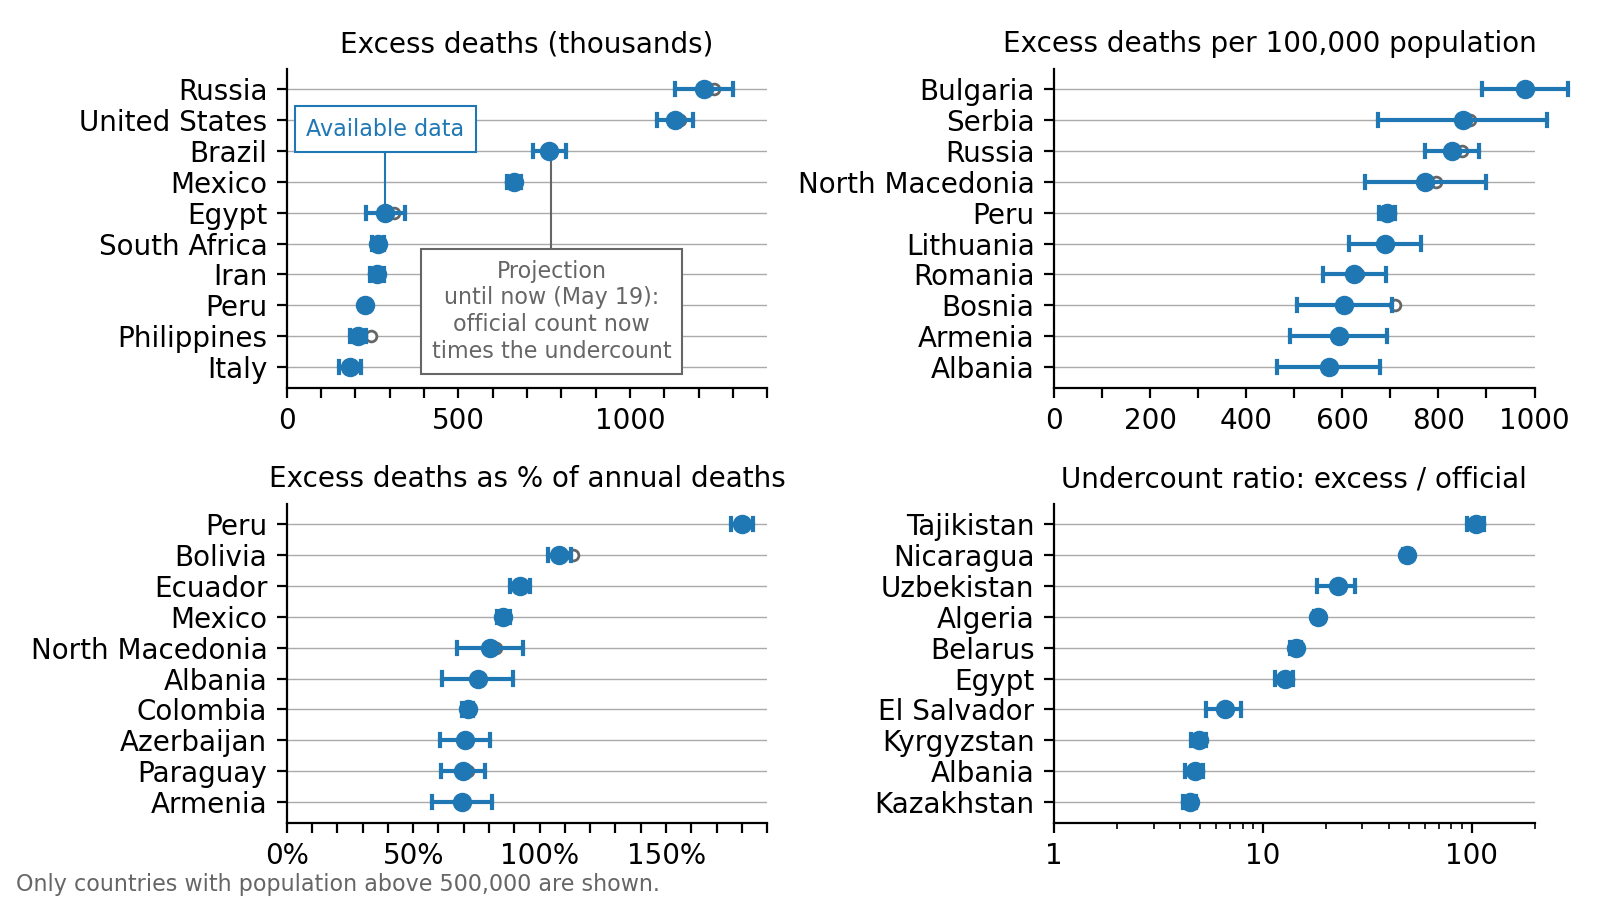 Excess deaths (thousands)
Russia
United States
Brazil
Mexico
Egypt
South Africa
Iran
Peru
Philippines
Italy
Available data
Projection
until now (May 19):
official count now
times the undercount
0 500 1000
Excess deaths per 100,000 population
Bulgaria
Serbia
Russia
North Macedonia
Peru
Lithuania
Romania
Bosnia
Armenia
Albania
0 200 400 600 800 1000
Excess deaths as % of annual deaths
Peru
Bolivia
Ecuador
Mexico
North Macedonia
Albania
Colombia
Azerbaijan
Paraguay
Armenia
0% 50% 100% 150%
Undercount ratio: excess / official
Tajikistan
Nicaragua
Uzbekistan
Algeria
Belarus
Egypt
El Salvador
Kyrgyzstan
Albania
Kazakhstan
1 10 100
Only countries with population above 500,000 are shown.